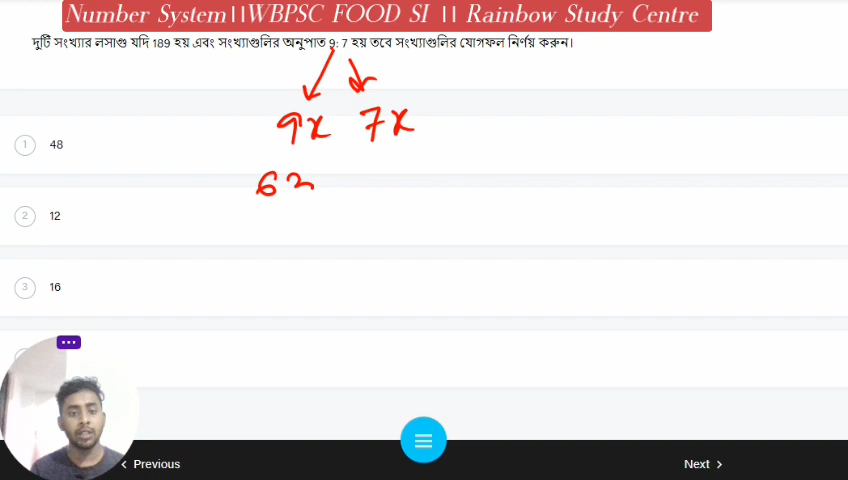 Number System||WBPSC FOOD SI || Rainbow Study Centre
দুটি সংখ্যার লসাগু যদি 189 হয় এবং সংখ্যাগুলির অনুপাত 9: 7 হয় তবে সংখ্যাগুলির যোগফল নির্ণয় করুন।
9x 7x
1 48
63
2 12
3 16
Previous
Next